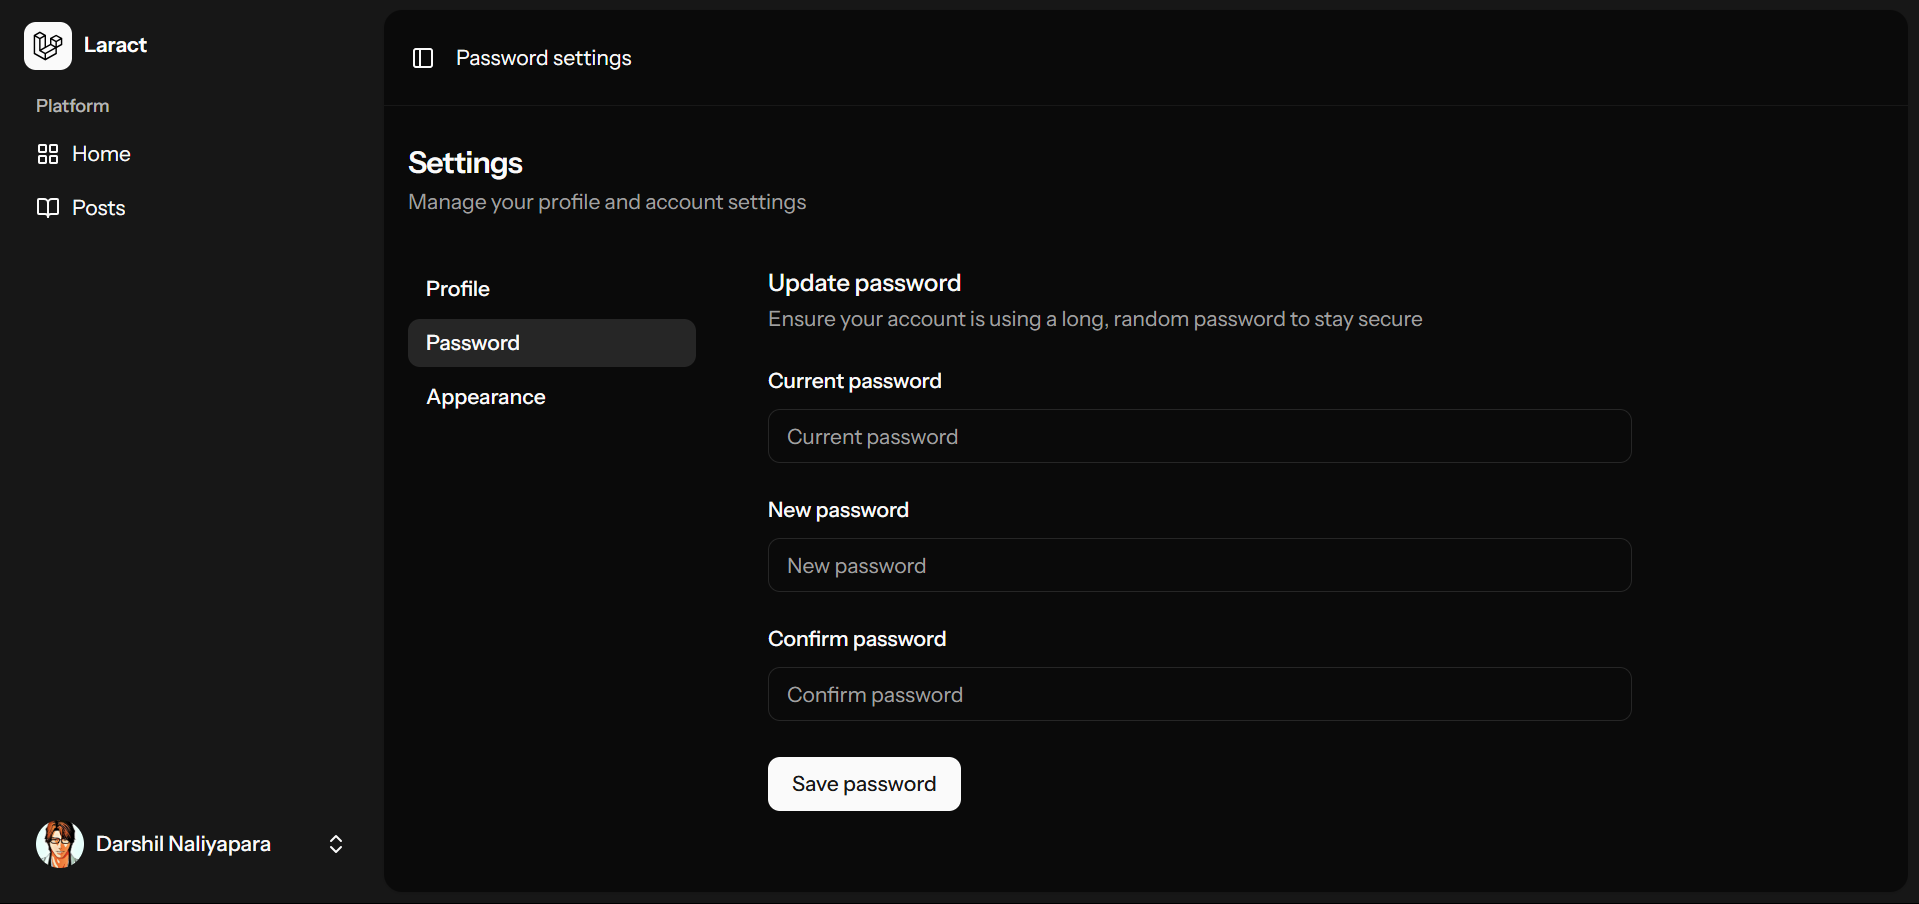 Laract
Platform
Home
Posts
Darshil Naliyapara
Password settings
Settings
Manage your profile and account settings
Profile
Password
Appearance
Update password
Ensure your account is using a long, random password to stay secure
Current password
Current password
New password
New password
Confirm password
Confirm password
Save password